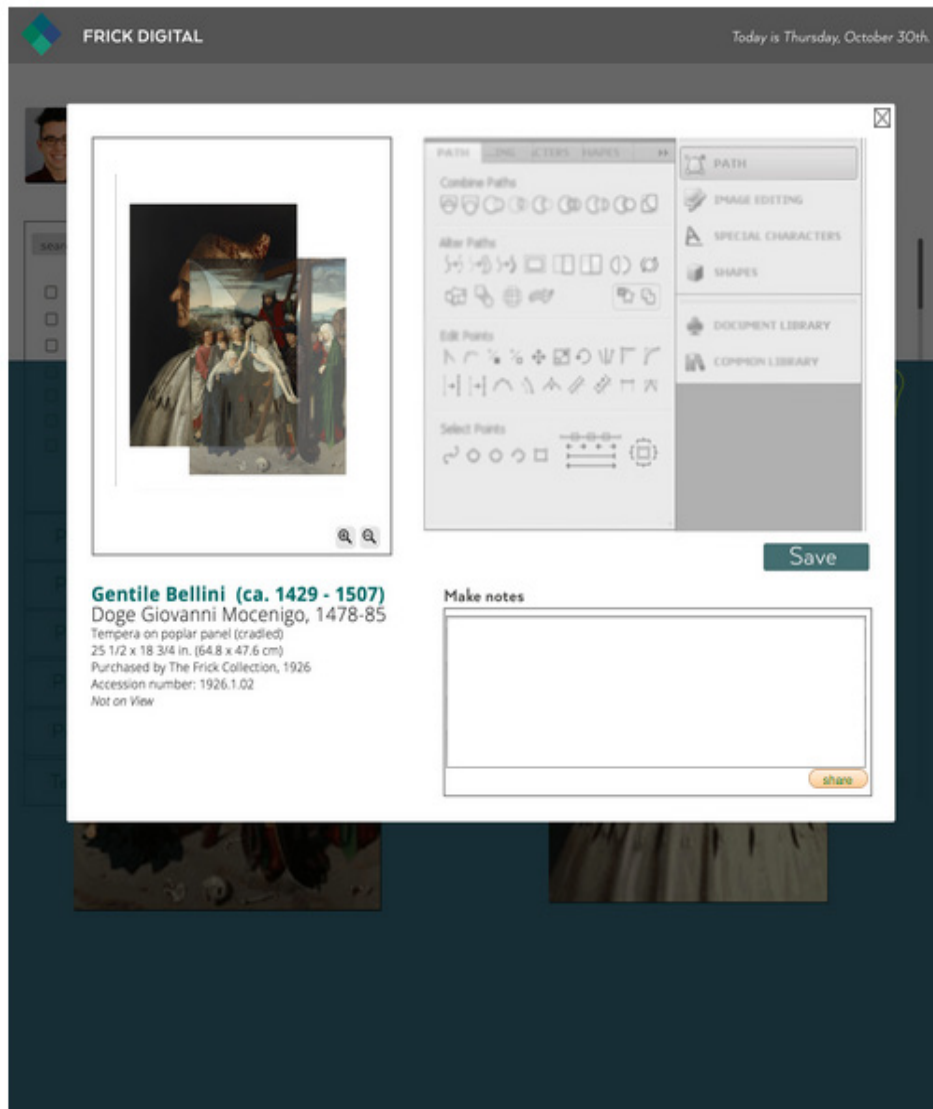 FRICK DIGITAL
Today is Thursday, October 30th.
sear
PATH
HAPES
PATH
Combine Paths
IMAGE EDITING
SPECIAL CHARACTERS
Alter Paths
SHAPES
DOCUMENT LIBRARY
Edit Points
COMMON LIBRARY
Select Points
Save
Gentile Bellini (ca. 1429 - 1507)
Doge Giovanni Mocenigo, 1478-85
Tempera on poplar panel (cradled)
25 1/2 x 18 3/4 in. (64.8 x 47.6 cm)
Purchased by The Frick Collection, 1926
Accession number: 1926.1.02
Not on View
Make notes
share